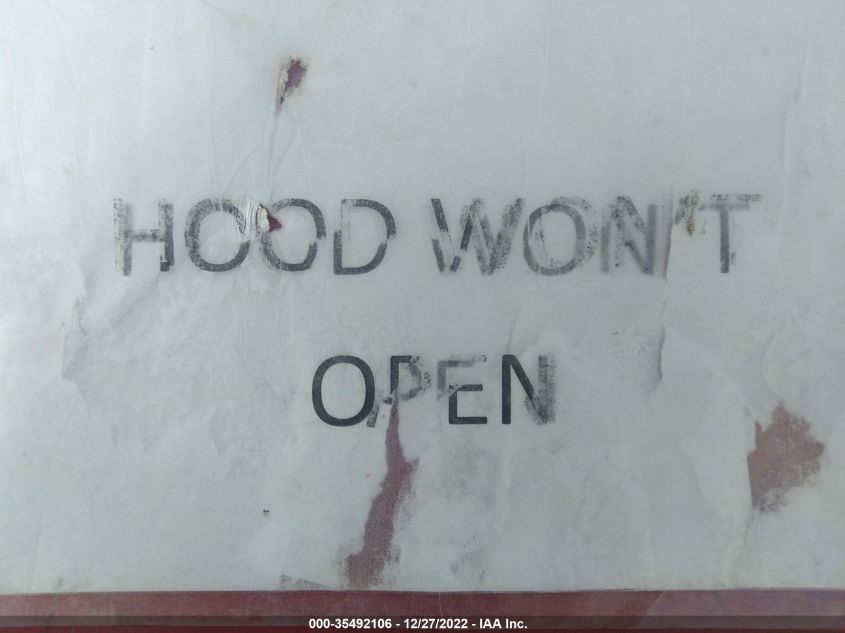 HOOD WON'T
OPEN
000-35492106 - 12/27/2022 - IAA Inc.